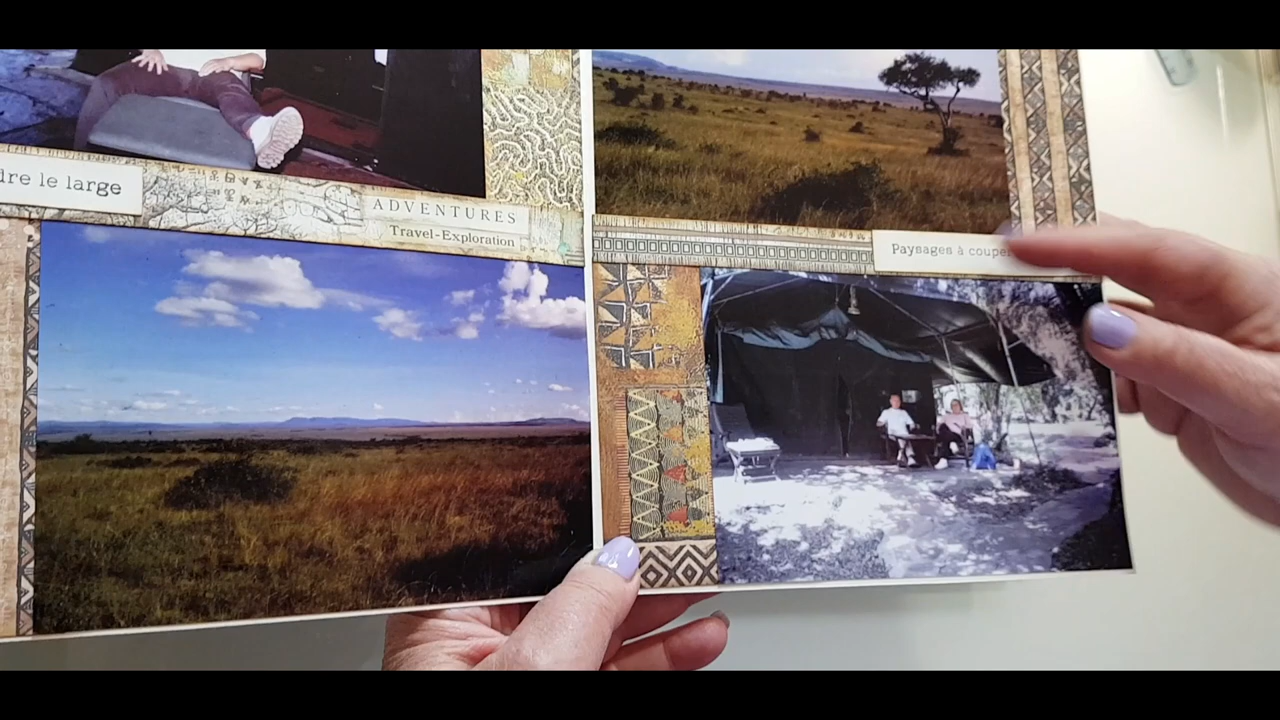 dre le large
ADVENTURES
Travel-Exploration
Paysages à coupe